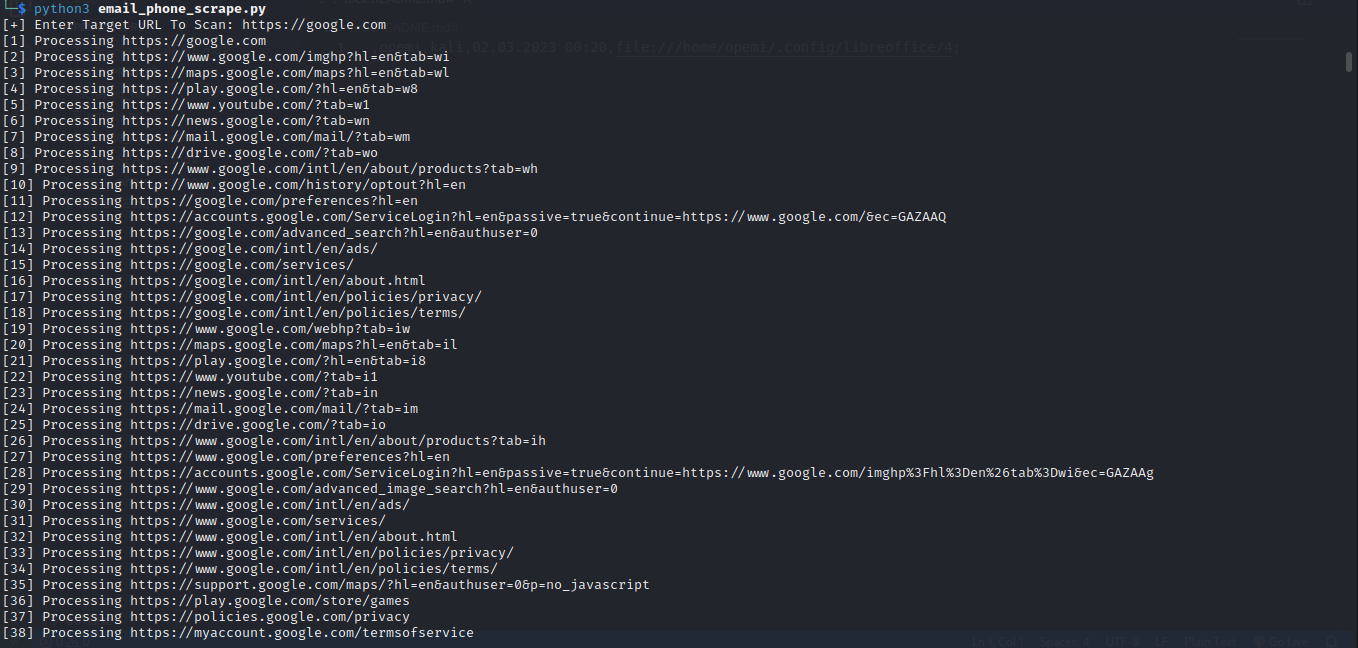 └─$ python3 email_phone_scrape.py
[+] Enter Target URL To Scan: https://google.com
[1] Processing https://google.com
[2] Processing https://www.google.com/imghp?hl=en&tab=wi
[3] Processing https://maps.google.com/maps?hl=en&tab=wl
[4] Processing https://play.google.com/?hl=en&tab=w8
[5] Processing https://www.youtube.com/?tab=w1
[6] Processing https://news.google.com/?tab=wn
[7] Processing https://mail.google.com/mail/?tab=wm
[8] Processing https://drive.google.com/?tab=wo
[9] Processing https://www.google.com/intl/en/about/products?tab=wh
[10] Processing http://www.google.com/history/optout?hl=en
[11] Processing https://google.com/preferences?hl=en
[12] Processing https://accounts.google.com/ServiceLogin?hl=en&passive=true&continue=https://www.google.com/&ec=GAZAAQ
[13] Processing https://google.com/advanced_search?hl=en&authuser=0
[14] Processing https://google.com/intl/en/ads/
[15] Processing https://google.com/services/
[16] Processing https://google.com/intl/en/about.html
[17] Processing https://google.com/intl/en/policies/privacy/
[18] Processing https://google.com/intl/en/policies/terms/
[19] Processing https://www.google.com/webhp?tab=iw
[20] Processing https://maps.google.com/maps?hl=en&tab=il
[21] Processing https://play.google.com/?hl=en&tab=i8
[22] Processing https://www.youtube.com/?tab=i1
[23] Processing https://news.google.com/?tab=in
[24] Processing https://mail.google.com/mail/?tab=im
[25] Processing https://drive.google.com/?tab=io
[26] Processing https://www.google.com/intl/en/about/products?tab=ih
[27] Processing https://www.google.com/preferences?hl=en
[28] Processing https://accounts.google.com/ServiceLogin?hl=en&passive=true&continue=https://www.google.com/imghp%3Fhl%3Den%26tab%3Dwi&ec=GAZAAg
[29] Processing https://www.google.com/advanced_image_search?hl=en&authuser=0
[30] Processing https://www.google.com/intl/en/ads/
[31] Processing https://www.google.com/services/
[32] Processing https://www.google.com/intl/en/about.html
[33] Processing https://www.google.com/intl/en/policies/privacy/
[34] Processing https://www.google.com/intl/en/policies/terms/
[35] Processing https://support.google.com/maps/?hl=en&authuser=0&p=no_javascript
[36] Processing https://play.google.com/store/games
[37] Processing https://policies.google.com/privacy
[38] Processing https://myaccount.google.com/termsofservice